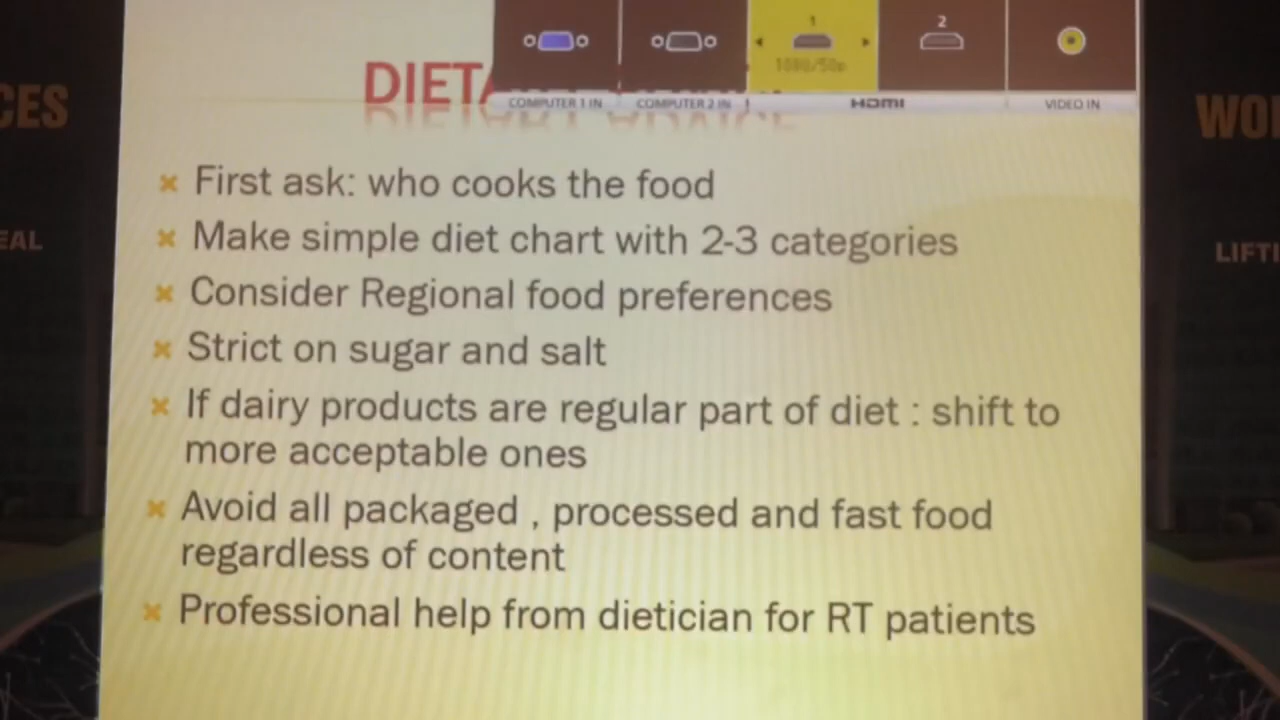 1
2
1080/50p
COMPUTER 1 IN
COMPUTER 2 IN
HDMI
VIDEO IN
DIETA
CES
WO
EAL
LIFTI
First ask: who cooks the food
Make simple diet chart with 2-3 categories
Consider Regional food preferences
Strict on sugar and salt
If dairy products are regular part of diet : shift to
more acceptable ones
Avoid all packaged , processed and fast food
regardless of content
Professional help from dietician for RT patients